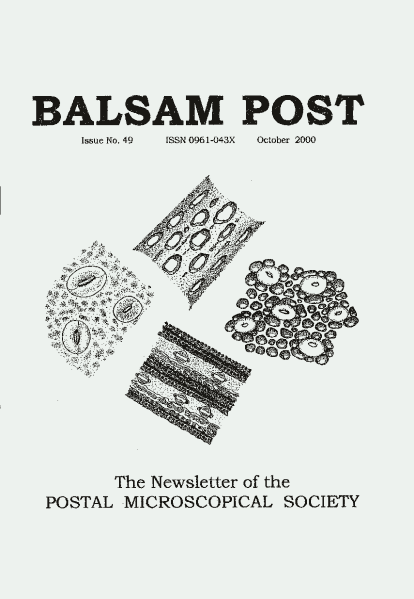 BALSAM POST
Issue No. 49 ISSN 0961-043X October 2000
The Newsletter of the
POSTAL MICROSCOPICAL SOCIETY